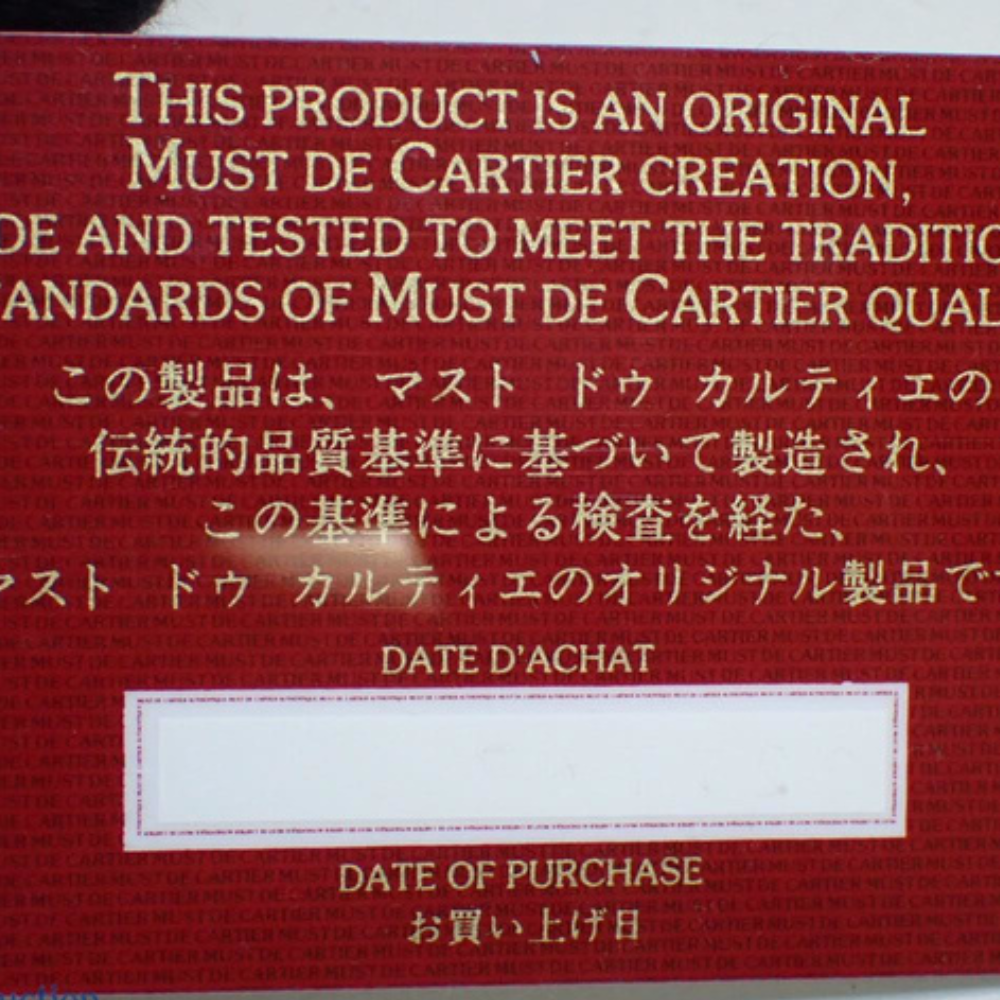 THIS PRODUCT IS AN ORIGINAL
MUST DE CARTIER CREATION,
DE AND TESTED TO MEET THE TRADITIO
ANDARDS OF MUST DE CARTIER QUAL
この製品は、マスト ドゥ カルティエの
伝統的品質基準に基づいて製造され、
この基準による検査を経た、
マスト ドゥ カルティエのオリジナル製品です
DATE D'ACHAT
DATE OF PURCHASE
お買い上げ日